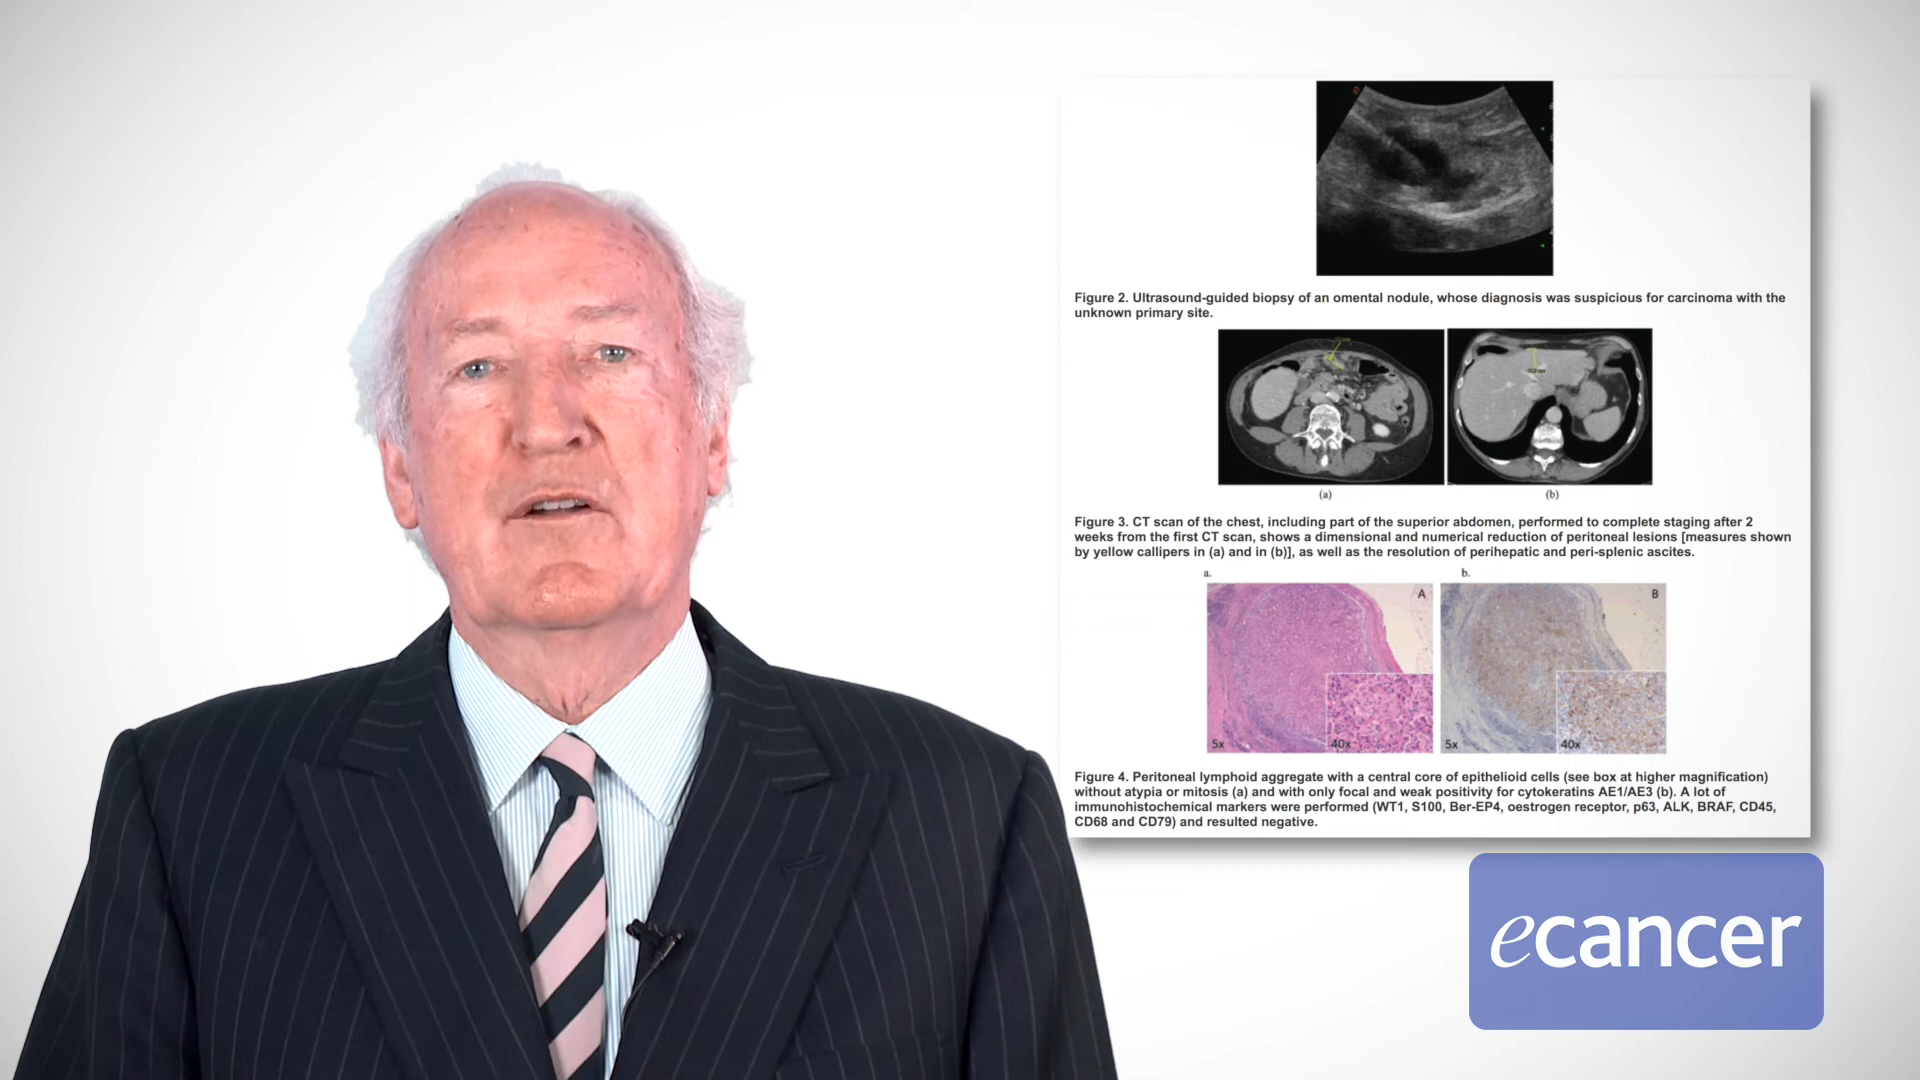 Figure 2. Ultrasound-guided biopsy of an omental nodule, whose diagnosis was suspicious for carcinoma with the
unknown primary site.
(a) (b)
Figure 3. CT scan of the chest, including part of the superior abdomen, performed to complete staging after 2
weeks from the first CT scan, shows a dimensional and numerical reduction of peritoneal lesions [measures shown
by yellow callipers in (a) and in (b)], as well as the resolution of perihepatic and peri-splenic ascites.
a. b.
A B
5x 40x 5x 40x
Figure 4. Peritoneal lymphoid aggregate with a central core of epithelioid cells (see box at higher magnification)
without atypia or mitosis (a) and with only focal and weak positivity for cytokeratins AE1/AE3 (b). A lot of
immunohistochemical markers were performed (WT1, S100, Ber-EP4, oestrogen receptor, p63, ALK, BRAF, CD45,
CD68 and CD79) and resulted negative.
ecancer